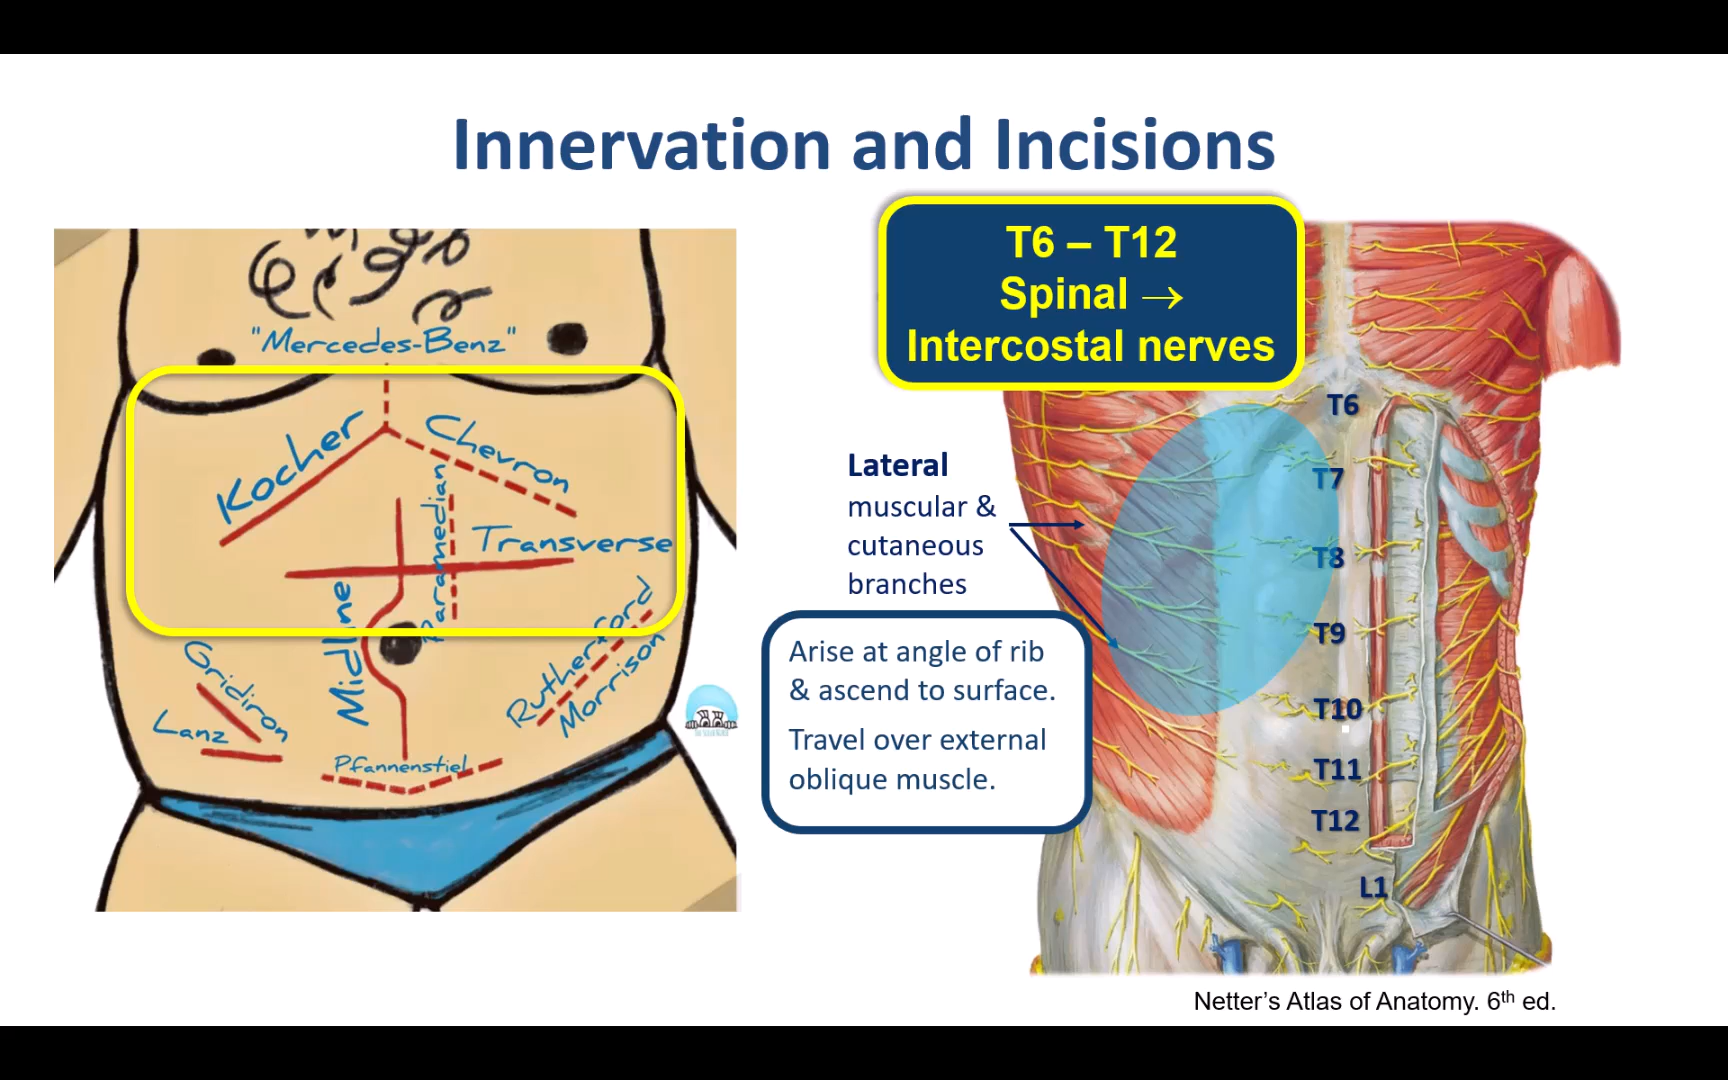 Innervation and Incisions
"Mercedes-Benz"
Kocher
Chevron
Paramedian
Transverse
Midline
Gridiron
Lanz
Rutherford
Morrison
Pfannenstiel
T6 – T12
Spinal →
Intercostal nerves
Lateral
muscular &
cutaneous
branches
Arise at angle of rib
& ascend to surface.
Travel over external
oblique muscle.
T6
T7
T8
T9
T10
T11
T12
L1
Netter's Atlas of Anatomy. 6th ed.